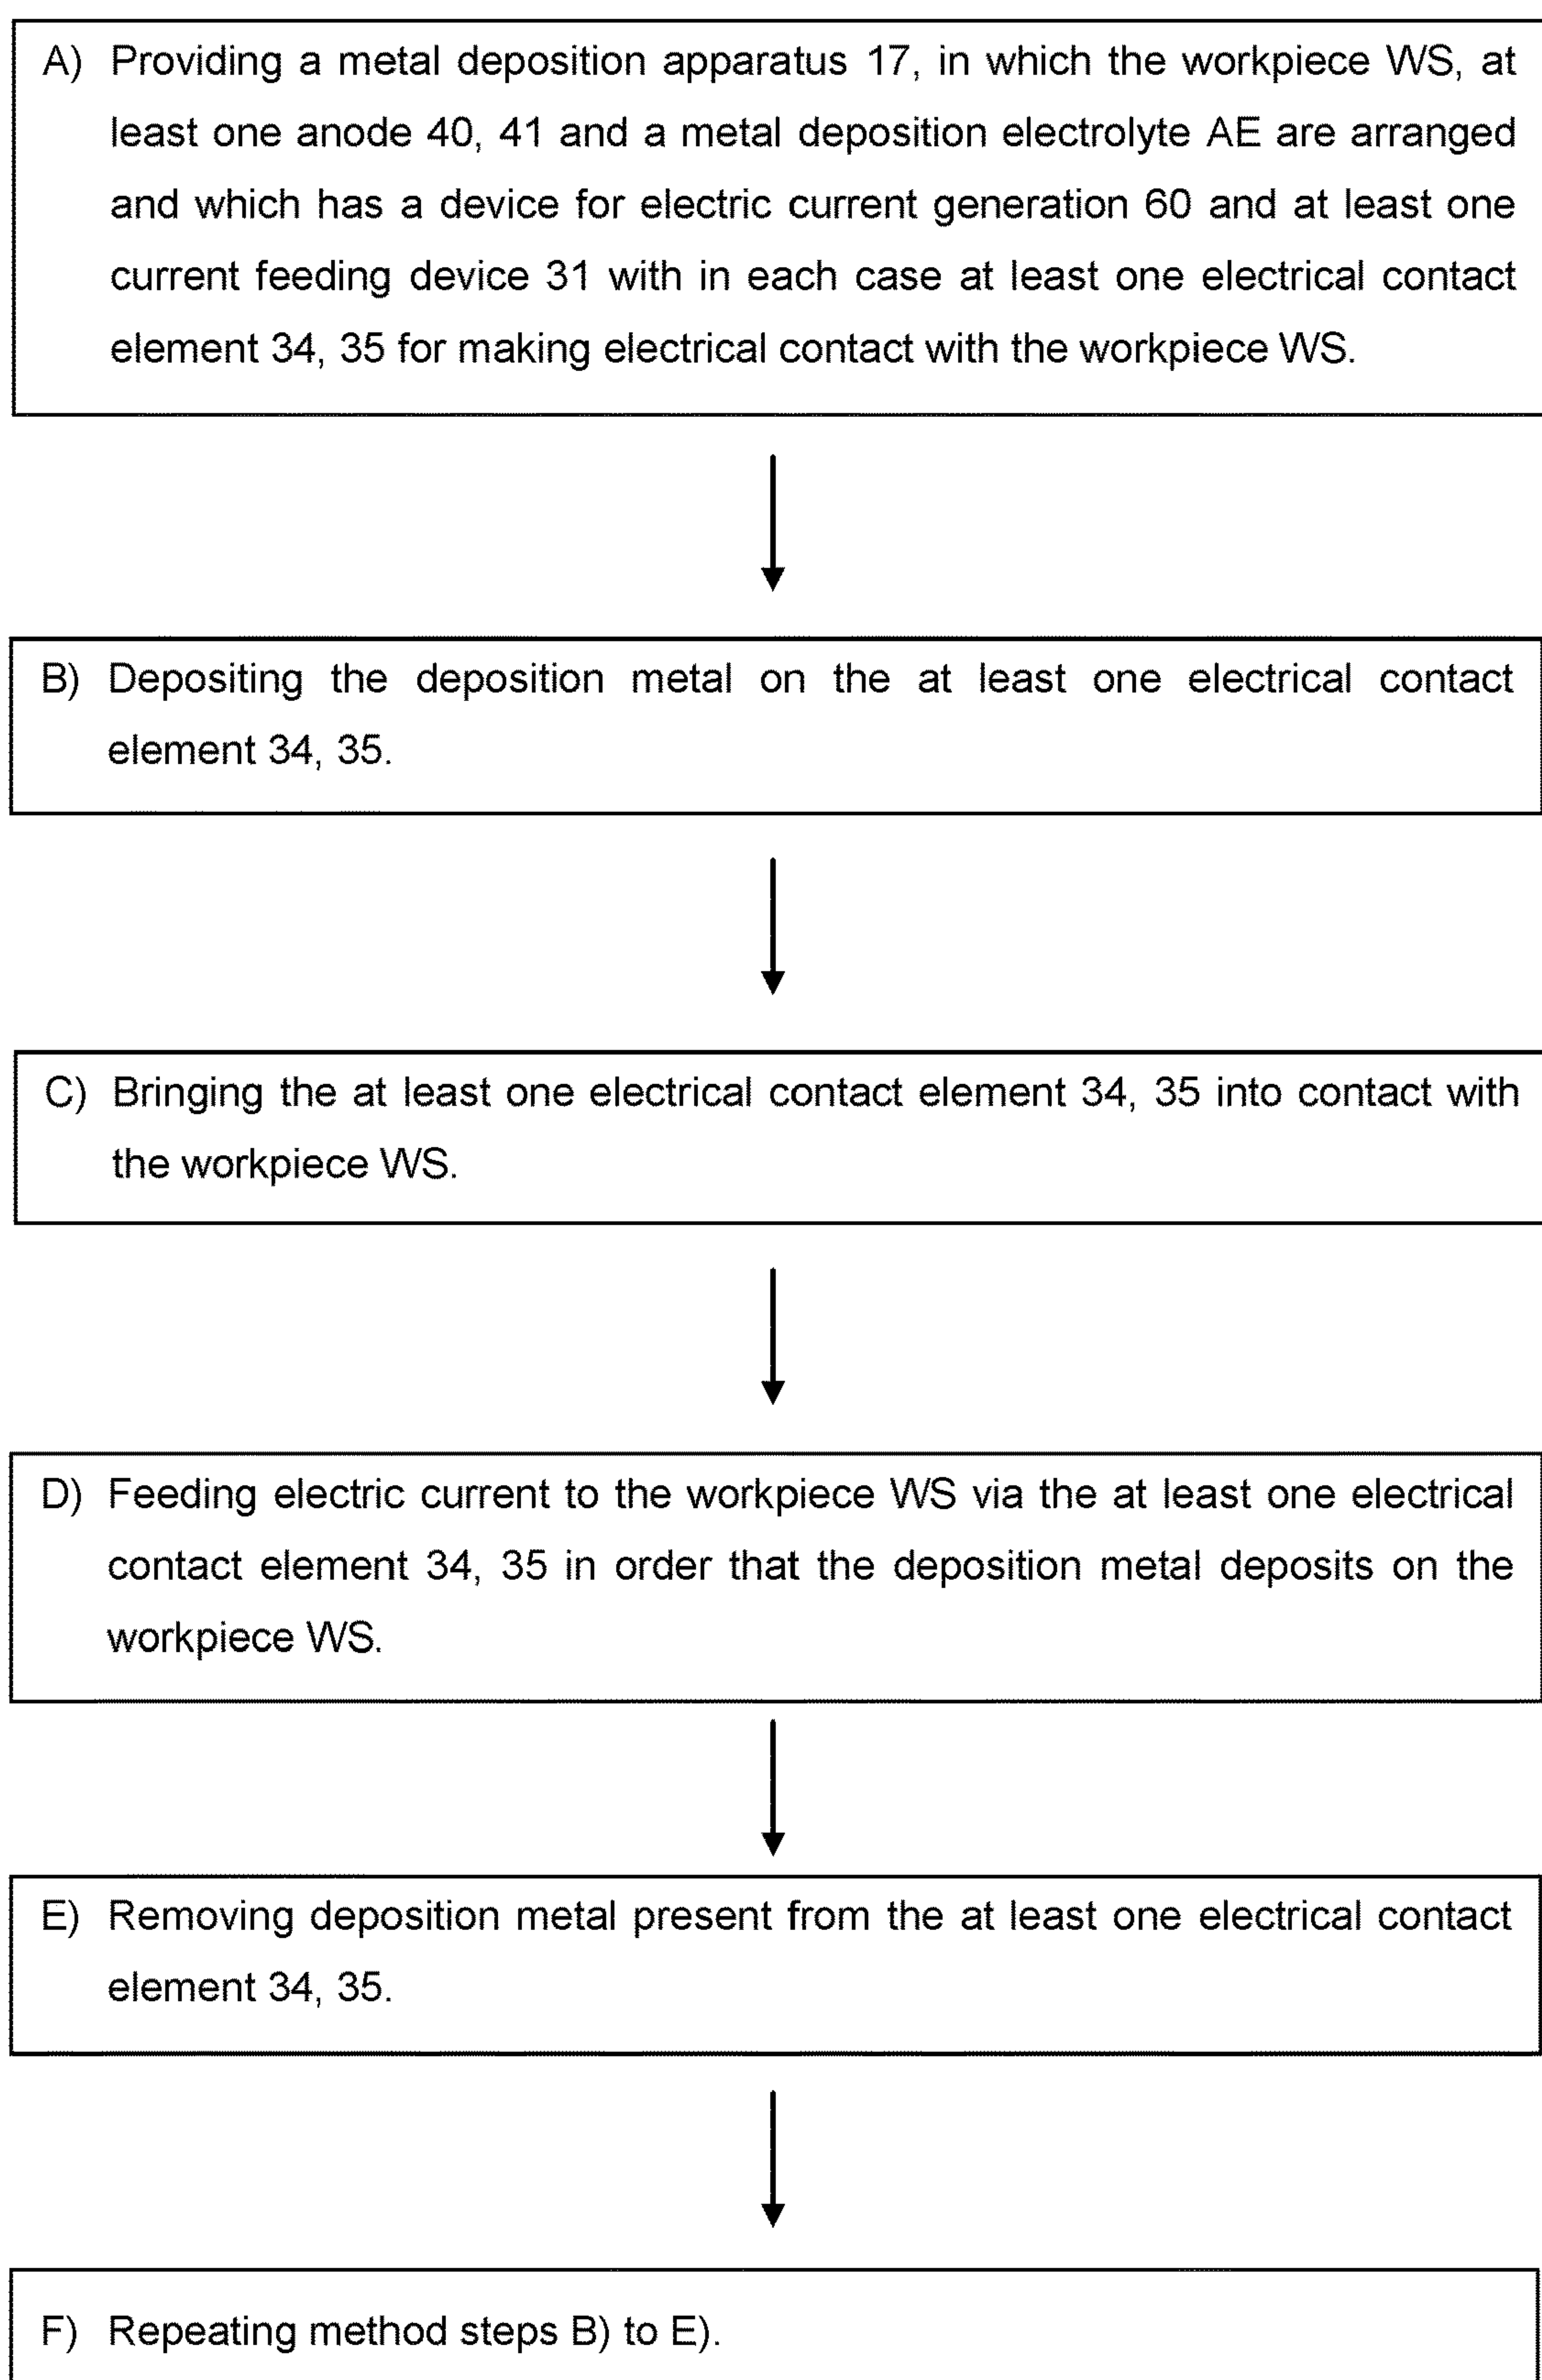 A) Providing a metal deposition apparatus 17, in which the workpiece WS, at
least one anode 40, 41 and a metal deposition electrolyte AE are arranged
and which has a device for electric current generation 60 and at least one
current feeding device 31 with in each case at least one electrical contact
element 34, 35 for making electrical contact with the workpiece WS.
B) Depositing the deposition metal on the at least one electrical contact
element 34, 35.
C) Bringing the at least one electrical contact element 34, 35 into contact with
the workpiece WS.
D) Feeding electric current to the workpiece WS via the at least one electrical
contact element 34, 35 in order that the deposition metal deposits on the
workpiece WS.
E) Removing deposition metal present from the at least one electrical contact
element 34, 35.
F) Repeating method steps B) to E).